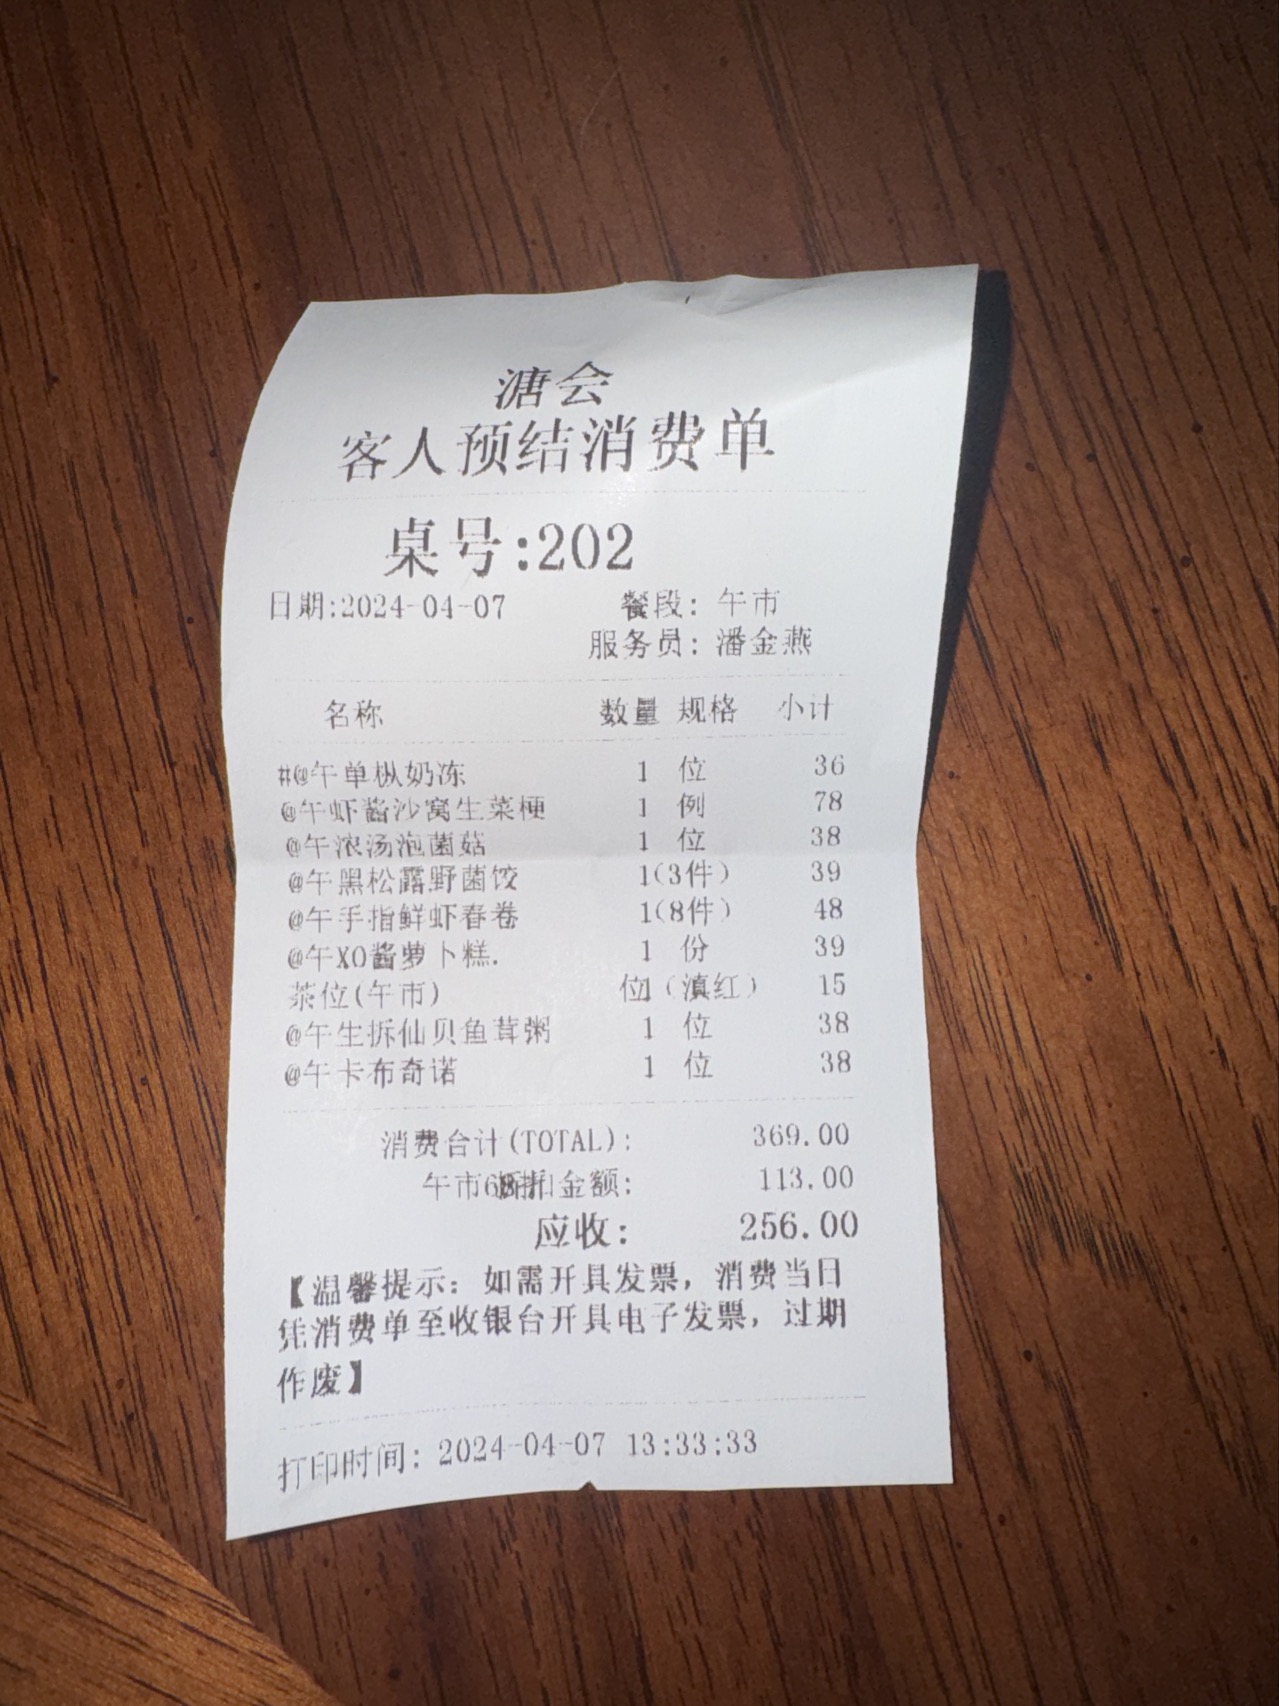 溏会
客人预结消费单
桌号:202
日期:2024-04-07 餐段: 午市
服务员: 潘金燕
名称 数量 规格 小计
#@午单枞奶冻 1 位 36
@午虾酱沙窝生菜梗 1 例 78
@午浓汤泡菌菇 1 位 38
@午黑松露野菌饺 1(3件) 39
@午手指鲜虾春卷 1(8件) 48
@午XO酱萝卜糕. 1 份 39
茶位(午市) 1位(滇红) 15
@午生拆仙贝鱼茸粥 1 位 38
@午卡布奇诺 1 位 38
消费合计(TOTAL): 369.00
午市68折折扣金额: 113.00
应收: 256.00
【温馨提示: 如需开具发票, 消费当日
凭消费单至收银台开具电子发票, 过期
作废】
打印时间: 2024-04-07 13:33:33